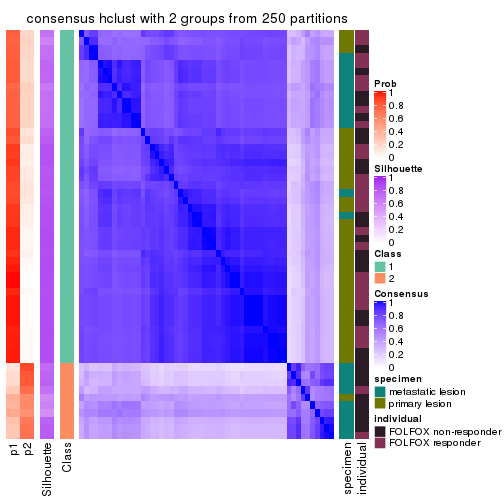 consensus hclust with 2 groups from 250 partitions
Prob
1
0.8
0.6
0.4
0.2
0
Silhouette
1
0.8
0.6
0.4
0.2
0
Class
1
2
Consensus
1
0.8
0.6
0.4
0.2
0
specimen
metastatic lesion
primary lesion
individual
FOLFOX non-responder
FOLFOX responder
p1
p2
Silhouette
Class
specimen
individual